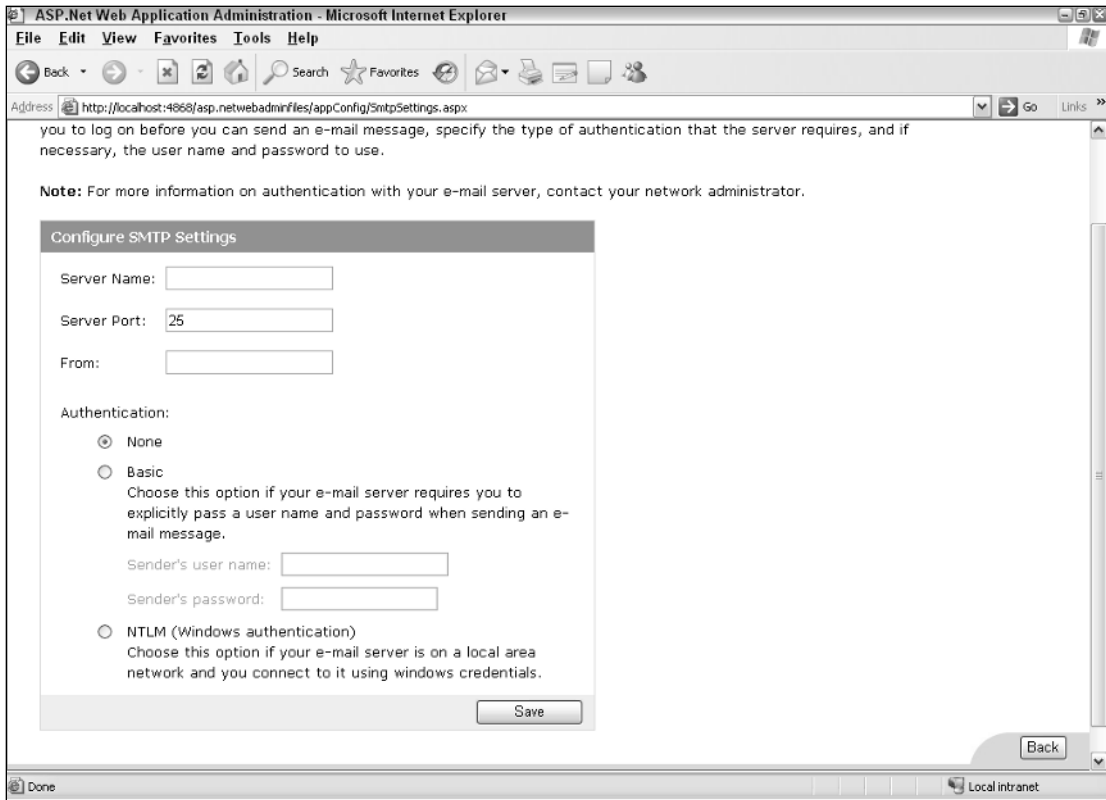 ASP.Net Web Application Administration - Microsoft Internet Explorer
File Edit View Favorites Tools Help
Back Search Favorites
Address http://localhost:4868/asp.netwebadminfiles/appConfig/SmtpSettings.aspx Go Links »
you to log on before you can send an e-mail message, specify the type of authentication that the server requires, and if
necessary, the user name and password to use.
Note: For more information on authentication with your e-mail server, contact your network administrator.
Configure SMTP Settings
Server Name:
Server Port: 25
From:
Authentication:
None
Basic
Choose this option if your e-mail server requires you to
explicitly pass a user name and password when sending an e-
mail message.
Sender's user name:
Sender's password:
NTLM (Windows authentication)
Choose this option if your e-mail server is on a local area
network and you connect to it using windows credentials.
Save
Back
Done Local intranet